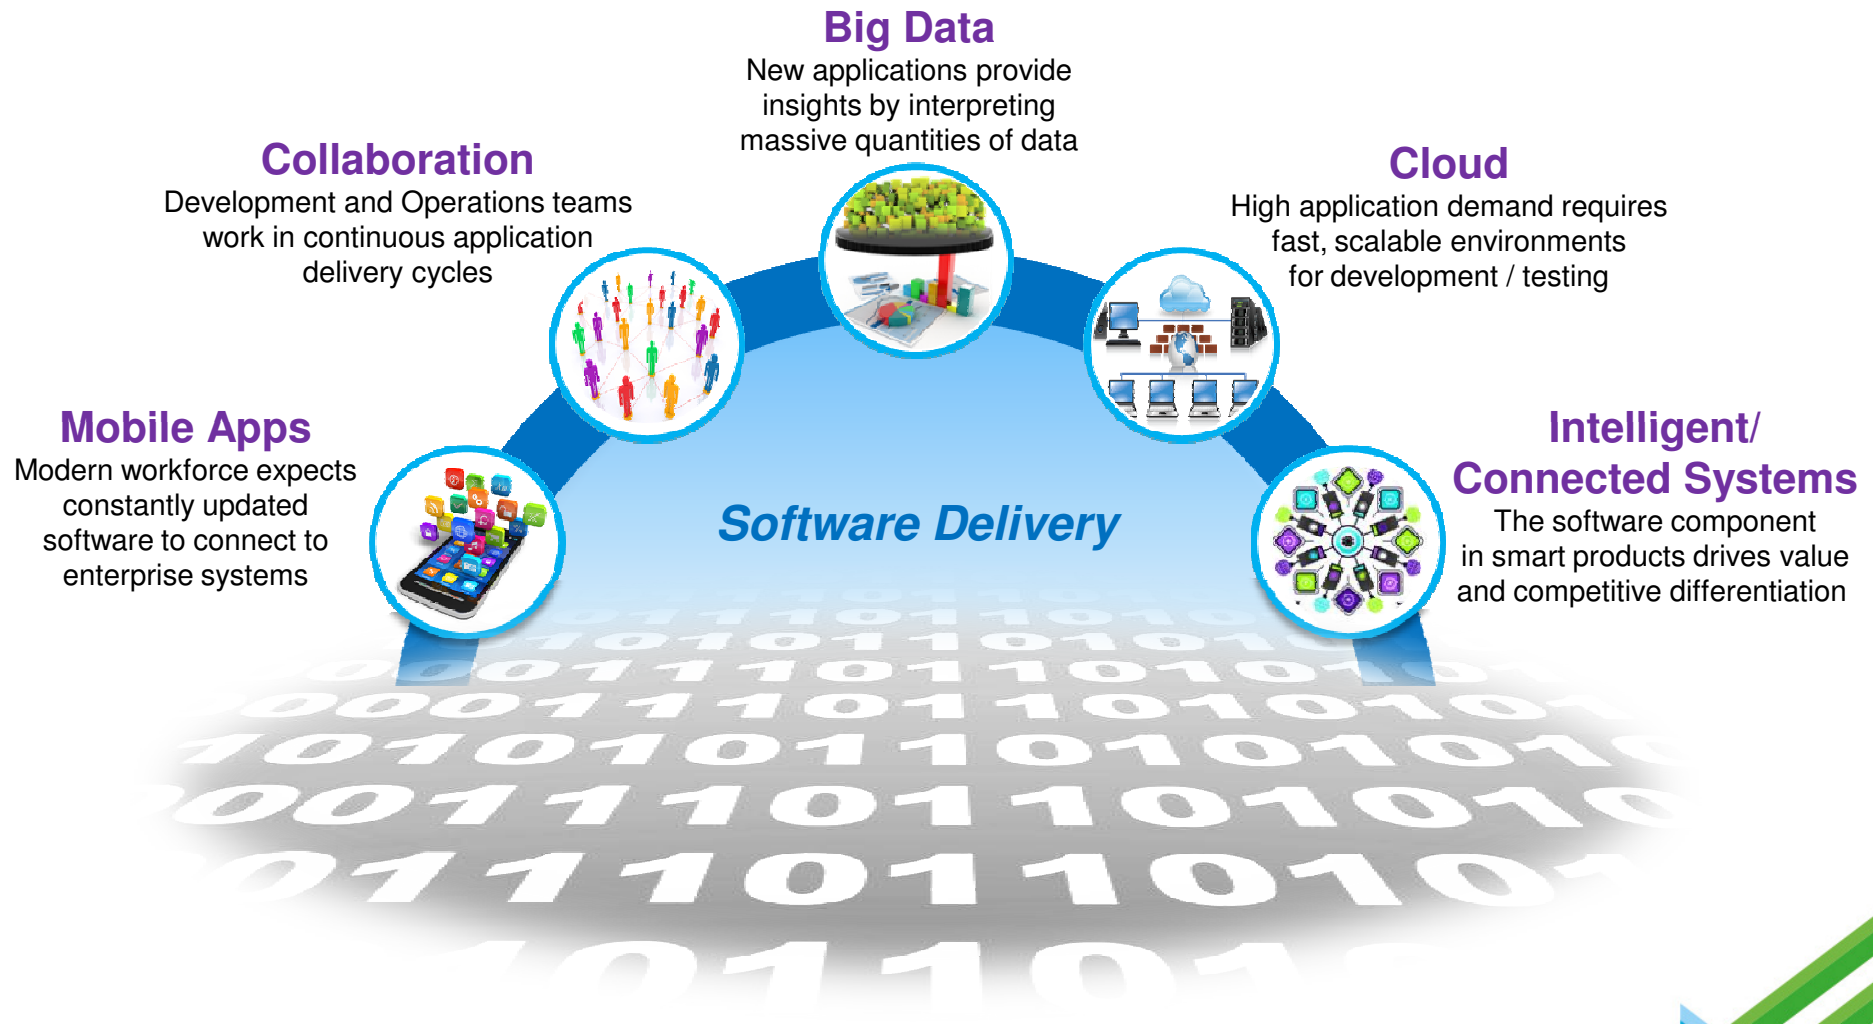 Big Data
New applications provide
insights by interpreting
massive quantities of data
Collaboration
Development and Operations teams
work in continuous application
delivery cycles
Cloud
High application demand requires
fast, scalable environments
for development / testing
Mobile Apps
Modern workforce expects
constantly updated
software to connect to
enterprise systems
Intelligent/
Connected Systems
The software component
in smart products drives value
and competitive differentiation
Software Delivery